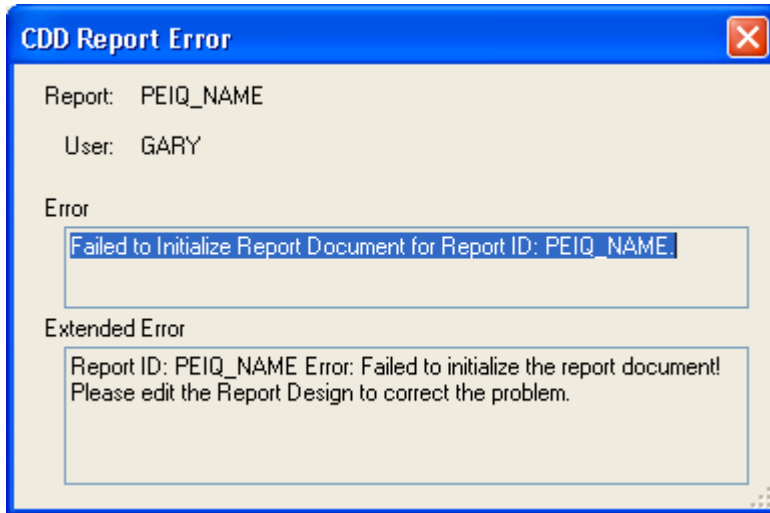 CDD Report Error
Report: PEIQ_NAME
User: GARY
Error
Failed to Initialize Report Document for Report ID: PEIQ_NAME.
Extended Error
Report ID: PEIQ_NAME Error: Failed to initialize the report document!
Please edit the Report Design to correct the problem.